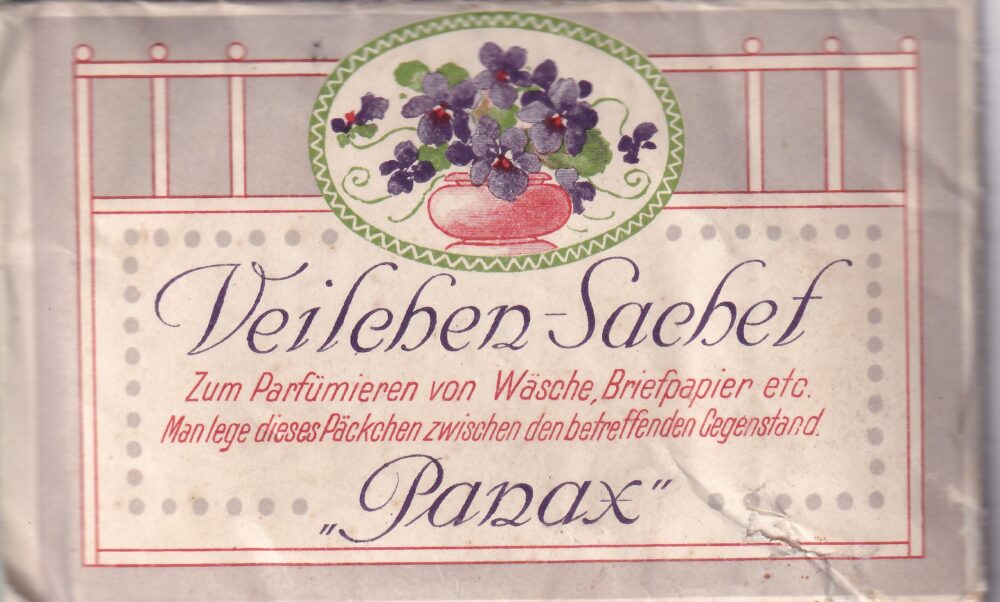 Veilchen-Sachet
Zum Parfümieren von Wäsche, Briefpapier etc.
Man lege dieses Päckchen zwischen den betreffenden Gegenstand.
„Panax"